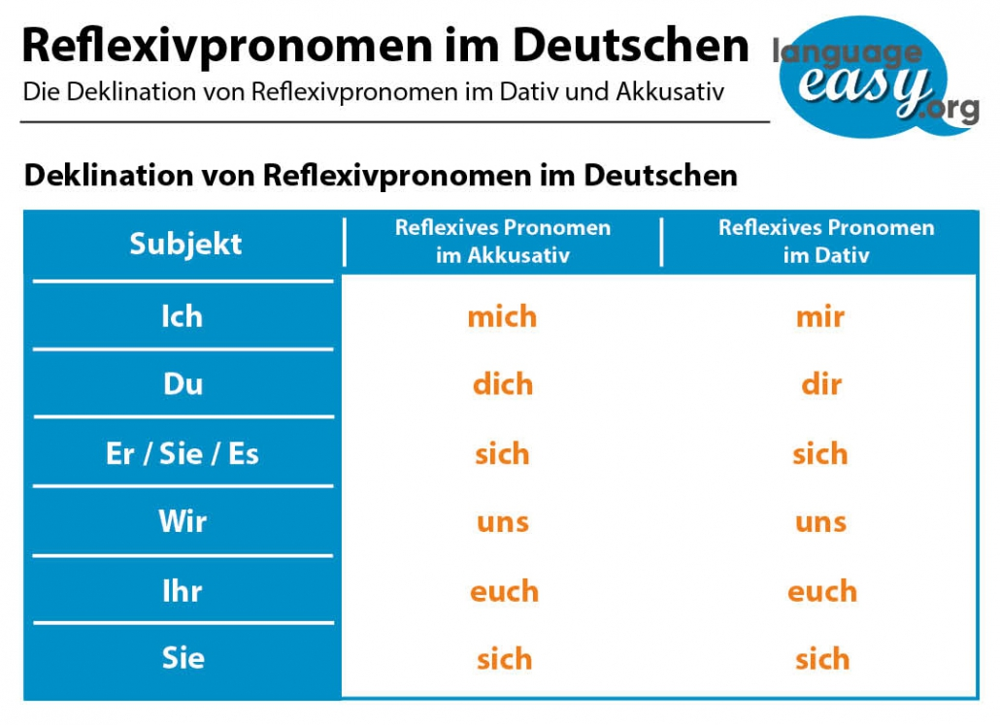 Reflexivpronomen im Deutschen
Die Deklination von Reflexivpronomen im Dativ und Akkusativ
language
easy
.org
Deklination von Reflexivpronomen im Deutschen
Subjekt
Reflexives Pronomen
im Akkusativ
Reflexives Pronomen
im Dativ
Ich mich mir
Du dich dir
Er / Sie / Es sich sich
Wir uns uns
Ihr euch euch
Sie sich sich